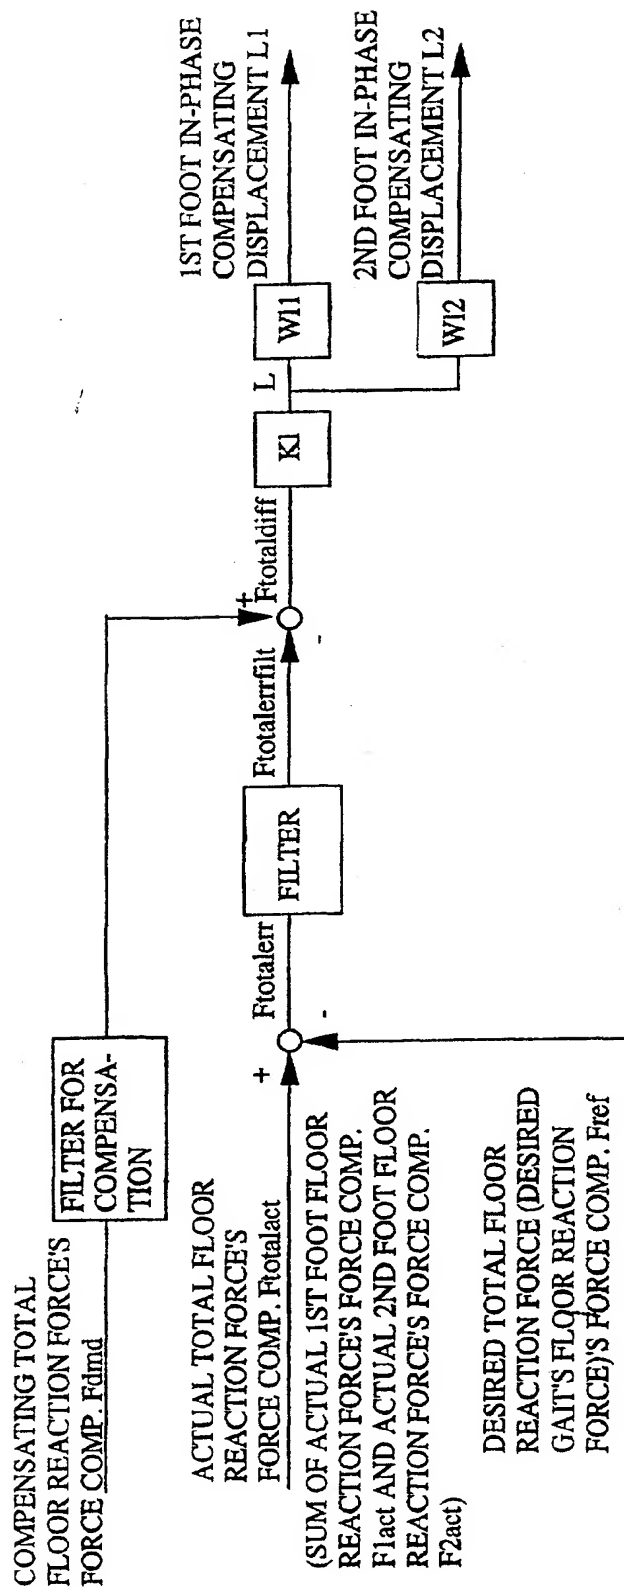 COMPENSATING TOTAL
FLOOR REACTION FORCE'S
FORCE COMP. Fdmd
FILTER FOR
COMPENSA-
TION
ACTUAL TOTAL FLOOR
REACTION FORCE'S
FORCE COMP. Ftotalact
(SUM OF ACTUAL 1ST FOOT FLOOR
REACTION FORCE'S FORCE COMP.
F1act AND ACTUAL 2ND FOOT FLOOR
REACTION FORCE'S FORCE COMP.
F2act)
DESIRED TOTAL FLOOR
REACTION FORCE (DESIRED
GAIT'S FLOOR REACTION
FORCE)'S FORCE COMP. Fref
+
-
Ftotalerr
FILTER
Ftotalerrfilt
+
-
Ftotaldiff
Kl
L
Wl1
Wl2
1ST FOOT IN-PHASE
COMPENSATING
DISPLACEMENT L1
2ND FOOT IN-PHASE
COMPENSATING
DISPLACEMENT L2